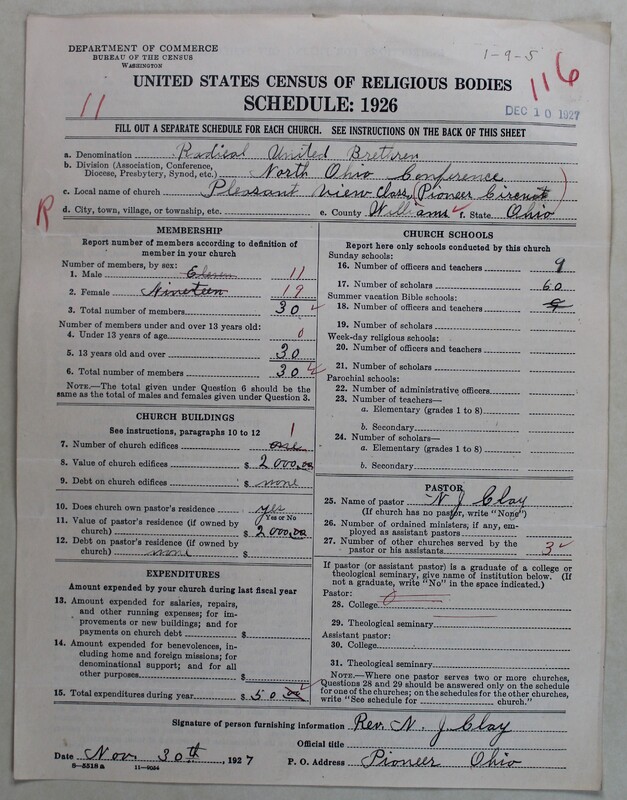 DEPARTMENT OF COMMERCE
BUREAU OF THE CENSUS
WASHINGTON
1-9-5
116
11
DEC 10 1927
UNITED STATES CENSUS OF RELIGIOUS BODIES
SCHEDULE: 1926
FILL OUT A SEPARATE SCHEDULE FOR EACH CHURCH. SEE INSTRUCTIONS ON THE BACK OF THIS SHEET
a. Denomination Radical United Brethren
b. Division (Association, Conference, Diocese, Presbytery, Synod, etc.) North Ohio Conference
c. Local name of church Pleasant View Class (Pioneer Circuit)
R
d. City, town, village, or township, etc. e. County Williams f. State Ohio
MEMBERSHIP
Report number of members according to definition of
member in your church
Number of members, by sex:
1. Male Eleven 11
2. Female Nineteen 19
3. Total number of members 30
Number of members under and over 13 years old:
4. Under 13 years of age 0
5. 13 years old and over 30
6. Total number of members 30
NOTE.—The total given under Question 6 should be the
same as the total of males and females given under Question 3.
CHURCH BUILDINGS
See instructions, paragraphs 10 to 12
7. Number of church edifices one 1
8. Value of church edifices $ 2000.00
9. Debt on church edifices $ none
10. Does church own pastor's residence yes
Yes or No
11. Value of pastor's residence (if owned by
church) $ 2000.00
12. Debt on pastor's residence (if owned by
church) none $
EXPENDITURES
Amount expended by your church during last fiscal year
13. Amount expended for salaries, repairs,
and other running expenses; for im-
provements or new buildings; and for
payments on church debt $
14. Amount expended for benevolences, in-
cluding home and foreign missions; for
denominational support; and for all
other purposes $
15. Total expenditures during year $ 50 00
CHURCH SCHOOLS
Report here only schools conducted by this church
Sunday schools:
16. Number of officers and teachers 9
17. Number of scholars 60
Summer vacation Bible schools:
18. Number of officers and teachers 9
19. Number of scholars
Week-day religious schools:
20. Number of officers and teachers
21. Number of scholars
Parochial schools:
22. Number of administrative officers
23. Number of teachers—
a. Elementary (grades 1 to 8)
b. Secondary
24. Number of scholars—
a. Elementary (grades 1 to 8)
b. Secondary
PASTOR
25. Name of pastor N J Clay
(If church has no pastor, write "None")
26. Number of ordained ministers, if any, em-
ployed as assistant pastors
27. Number of other churches served by the
pastor or his assistants 3
If pastor (or assistant pastor) is a graduate of a college or
theological seminary, give name of institution below. (If
not a graduate, write "No" in the space indicated.)
Pastor:
28. College 0
29. Theological seminary
Assistant pastor:
30. College
31. Theological seminary
NOTE.—Where one pastor serves two or more churches,
Questions 28 and 29 should be answered only on the schedule
for one of the churches; on the schedules for the other churches,
write "See schedule for church."
Signature of person furnishing information Rev. N. J Clay
Official title
Date Nov. 30th, 1927 P. O. Address Pioneer Ohio
8—5518a 11—9034